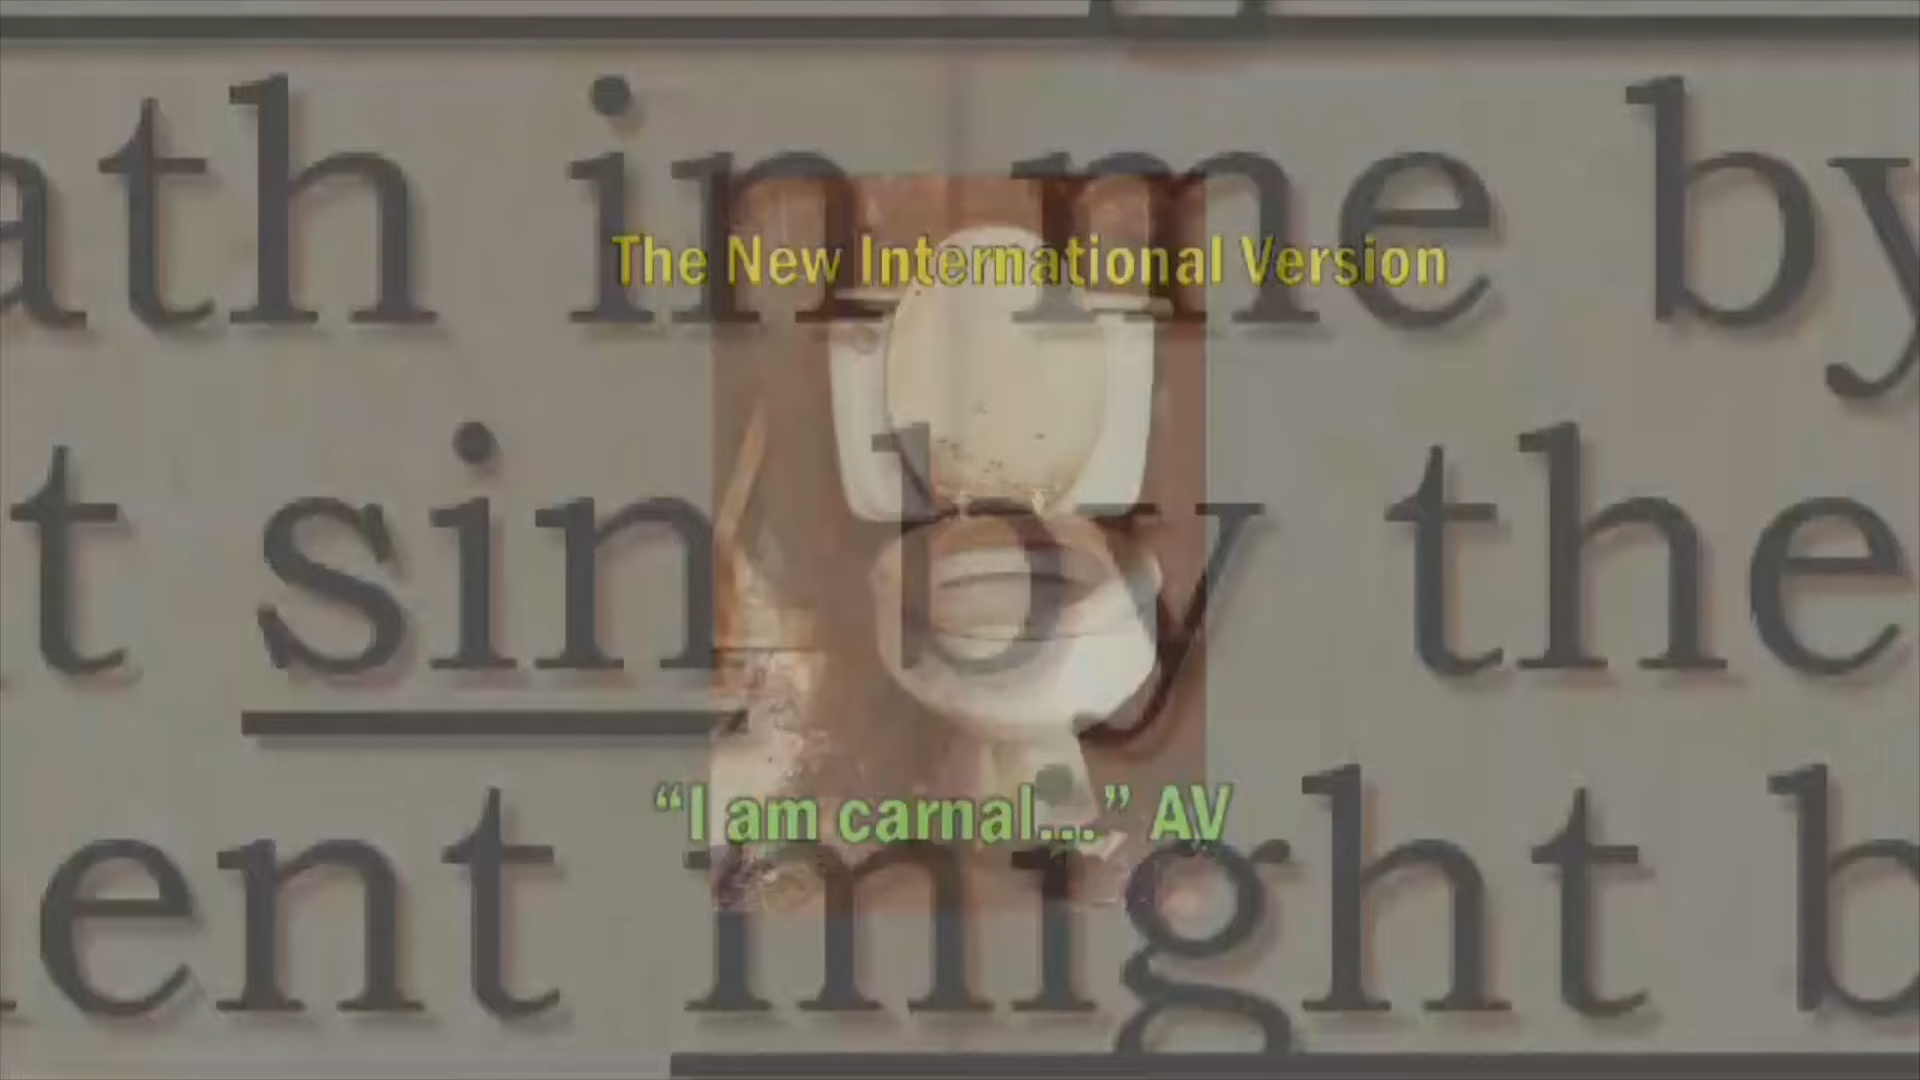 ath in me by
The New International Version
t sin by the
"I am carnal..." AV
ent might b